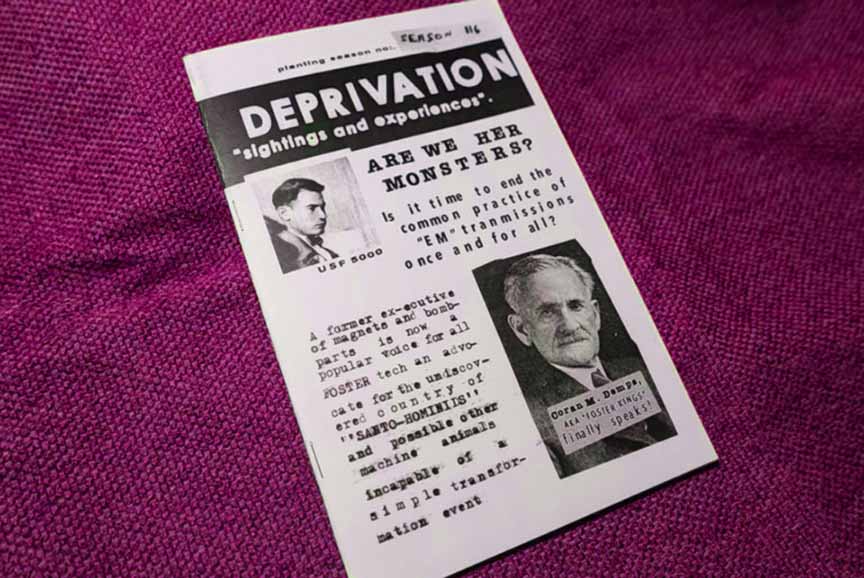 planting season no:. SEASON 116
DEPRIVATION
"sightings and experiences".
ARE WE HER
MONSTERS?
Is it time to end the
common practice of
"EM" tranmissions
once and for all?
USF 5000
A former ex-ecutive
of magnets and bomb-
parts is now a
popular voice for all
FOSTER tech an advo-
cate for the undiscov-
ered country of
"SANTO-HOMINIDS"
and possible other
machine animals
incapable of a
simple transfor-
mation event
Coran M. Demps,
AKA "FOSTER KINGS"
finally speaks!